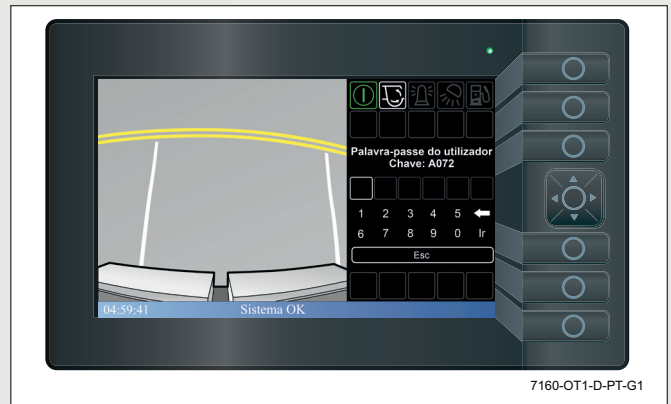 Palavra-passe do utilizador
Chave: A072
1 2 3 4 5
6 7 8 9 0 Ir
Esc
04:59:41 Sistema OK
7160-OT1-D-PT-G1